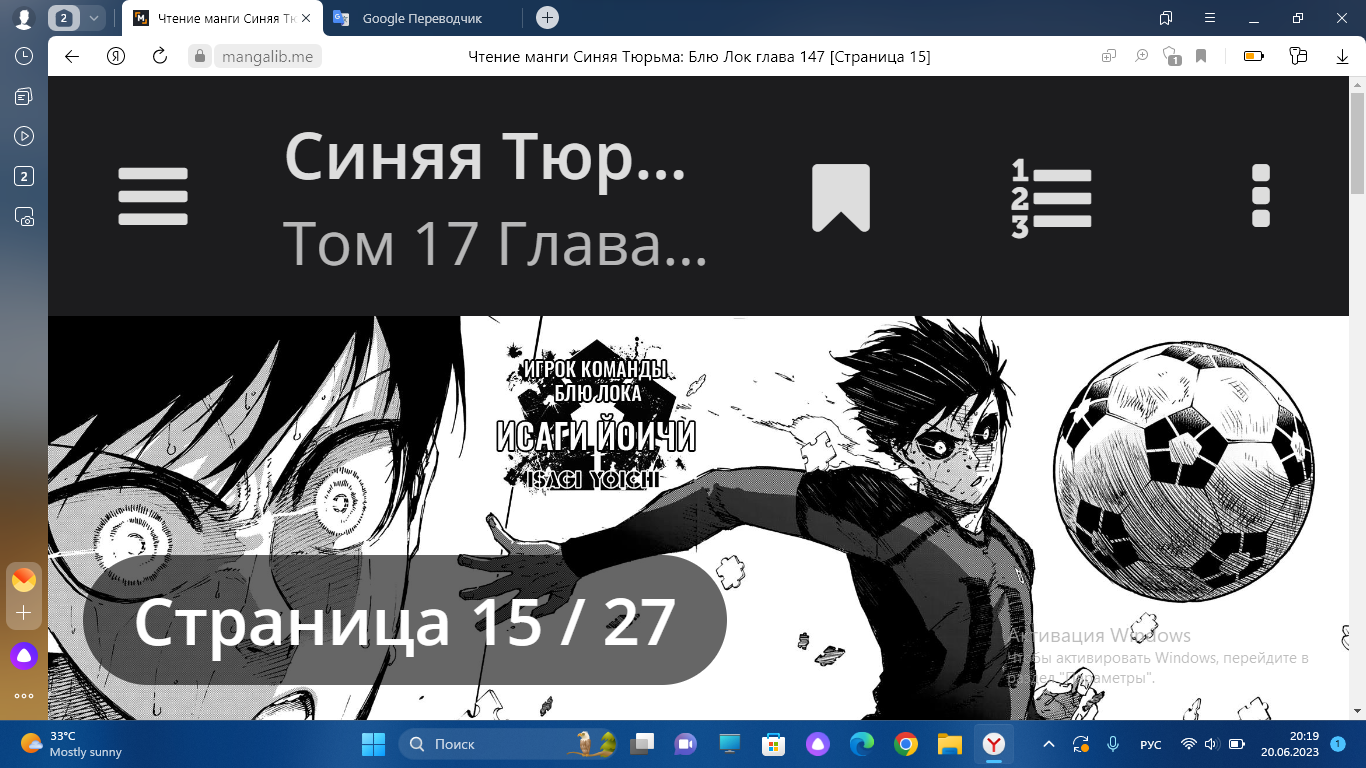 2
Чтение манги Синяя Тю
Google Переводчик
mangalib.me
Чтение манги Синяя Тюрьма: Блю Лок глава 147 [Страница 15]
1
2
Синяя Тюр...
Том 17 Глава...
1
2
3
ИГРОК КОМАНДЫ
БЛЮ ЛОКА
ИСАГИ ЙОИЧИ
ISAGI YOICHI
Страница 15 / 27
Активация Windows
Чтобы активировать Windows, перейдите в
раздел "Параметры".
33°C
Mostly sunny
Поиск
РУС
20:19
20.06.2023
1